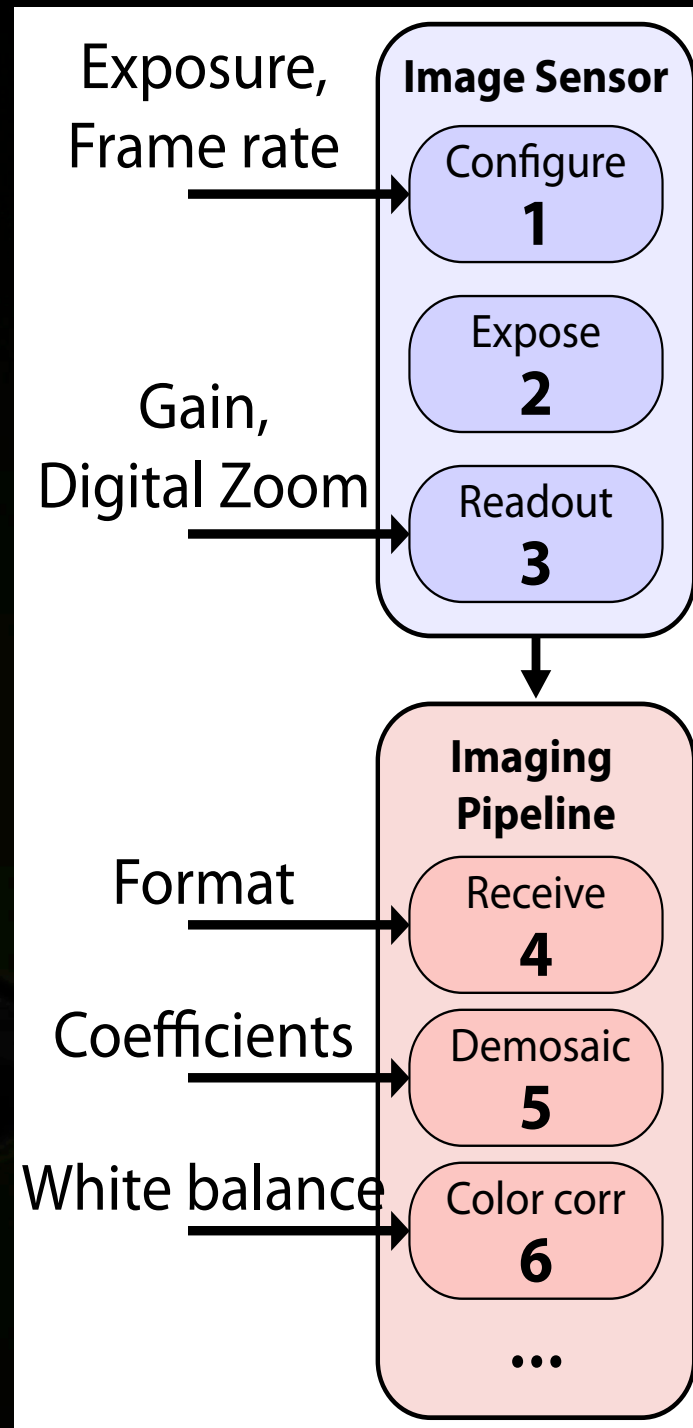 Exposure,
Frame rate
Image Sensor
Configure
1
Expose
2
Gain,
Digital Zoom
Readout
3
Imaging
Pipeline
Format
Receive
4
Coefficients
Demosaic
5
White balance
Color corr
6
...